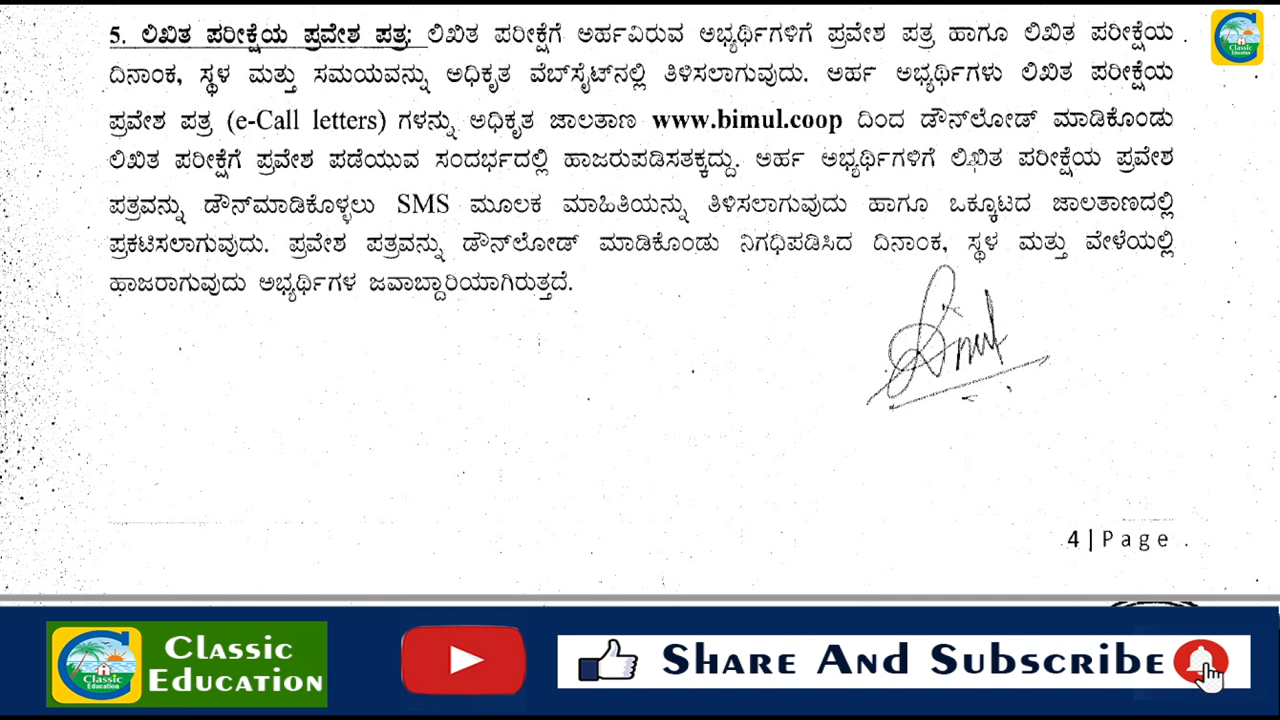 5. ಲಿಖಿತ ಪರೀಕ್ಷೆಯ ಪ್ರವೇಶ ಪತ್ರ: ಲಿಖಿತ ಪರೀಕ್ಷೆಗೆ ಅರ್ಹವಿರುವ ಅಭ್ಯರ್ಥಿಗಳಿಗೆ ಪ್ರವೇಶ ಪತ್ರ ಹಾಗೂ ಲಿಖಿತ ಪರೀಕ್ಷೆಯ
ದಿನಾಂಕ, ಸ್ಥಳ ಮತ್ತು ಸಮಯವನ್ನು ಅಧಿಕೃತ ವೆಬ್‌ಸೈಟ್‌ನಲ್ಲಿ ತಿಳಿಸಲಾಗುವುದು. ಅರ್ಹ ಅಭ್ಯರ್ಥಿಗಳು ಲಿಖಿತ ಪರೀಕ್ಷೆಯ
ಪ್ರವೇಶ ಪತ್ರ (e-Call letters) ಗಳನ್ನು ಅಧಿಕೃತ ಜಾಲತಾಣ www.bimul.coop ದಿಂದ ಡೌನ್‌ಲೋಡ್ ಮಾಡಿಕೊಂಡು
ಲಿಖಿತ ಪರೀಕ್ಷೆಗೆ ಪ್ರವೇಶ ಪಡೆಯುವ ಸಂದರ್ಭದಲ್ಲಿ ಹಾಜರುಪಡಿಸತಕ್ಕದ್ದು. ಅರ್ಹ ಅಭ್ಯರ್ಥಿಗಳಿಗೆ ಲಿಖಿತ ಪರೀಕ್ಷೆಯ ಪ್ರವೇಶ
ಪತ್ರವನ್ನು ಡೌನ್‌ಮಾಡಿಕೊಳ್ಳಲು SMS ಮೂಲಕ ಮಾಹಿತಿಯನ್ನು ತಿಳಿಸಲಾಗುವುದು ಹಾಗೂ ಒಕ್ಕೂಟದ ಜಾಲತಾಣದಲ್ಲಿ
ಪ್ರಕಟಿಸಲಾಗುವುದು. ಪ್ರವೇಶ ಪತ್ರವನ್ನು ಡೌನ್‌ಲೋಡ್ ಮಾಡಿಕೊಂಡು ನಿಗಧಿಪಡಿಸಿದ ದಿನಾಂಕ, ಸ್ಥಳ ಮತ್ತು ವೇಳೆಯಲ್ಲಿ
ಹಾಜರಾಗುವುದು ಅಭ್ಯರ್ಥಿಗಳ ಜವಾಬ್ದಾರಿಯಾಗಿರುತ್ತದೆ.
4 | Page
Classic
Education
Classic
Education
Classic
Education
Share And Subscribe